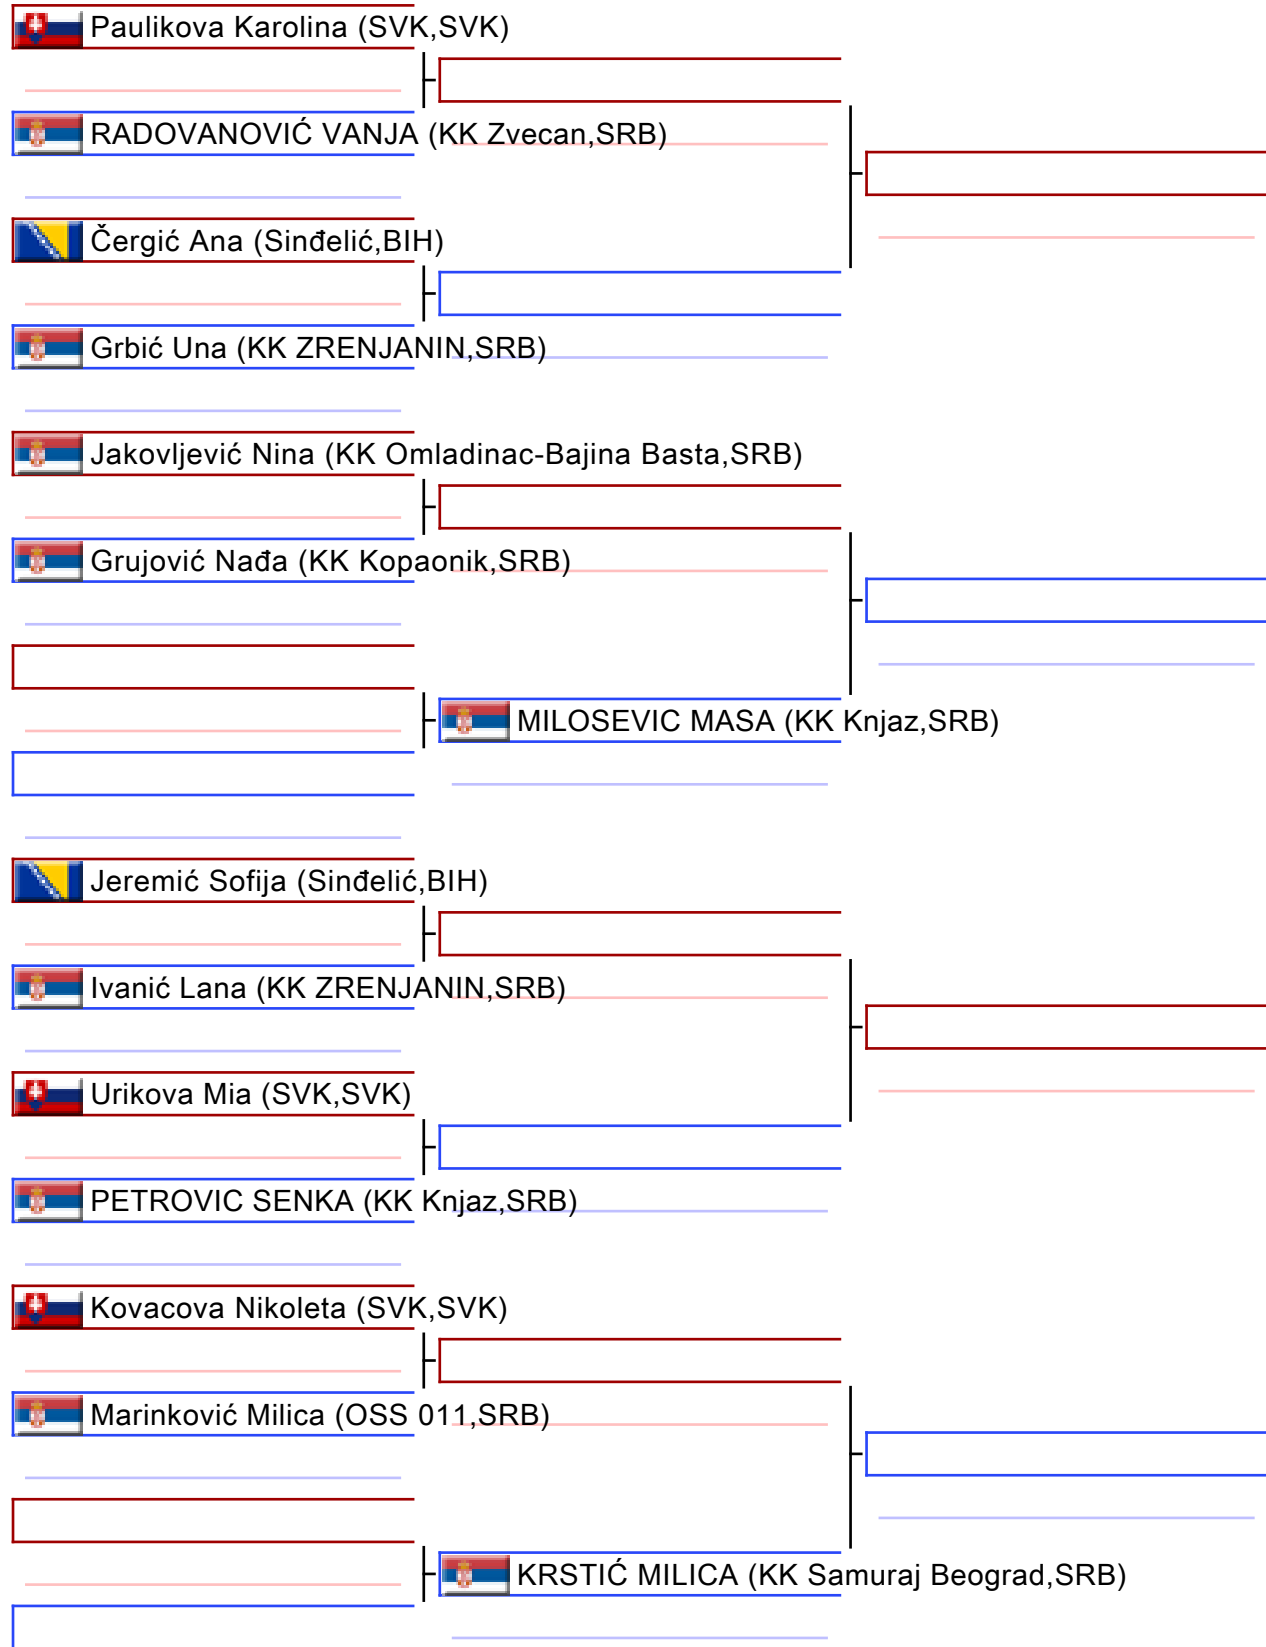 Paulikova Karolina (SVK,SVK)
RADOVANOVIĆ VANJA (KK Zvecan,SRB)
Čergić Ana (Sinđelić,BIH)
Grbić Una (KK ZRENJANIN,SRB)
Jakovljević Nina (KK Omladinac-Bajina Basta,SRB)
Grujović Nađa (KK Kopaonik,SRB)
MILOSEVIC MASA (KK Knjaz,SRB)
Jeremić Sofija (Sinđelić,BIH)
Ivanić Lana (KK ZRENJANIN,SRB)
Urikova Mia (SVK,SVK)
PETROVIC SENKA (KK Knjaz,SRB)
Kovacova Nikoleta (SVK,SVK)
Marinković Milica (OSS 011,SRB)
KRSTIĆ MILICA (KK Samuraj Beograd,SRB)